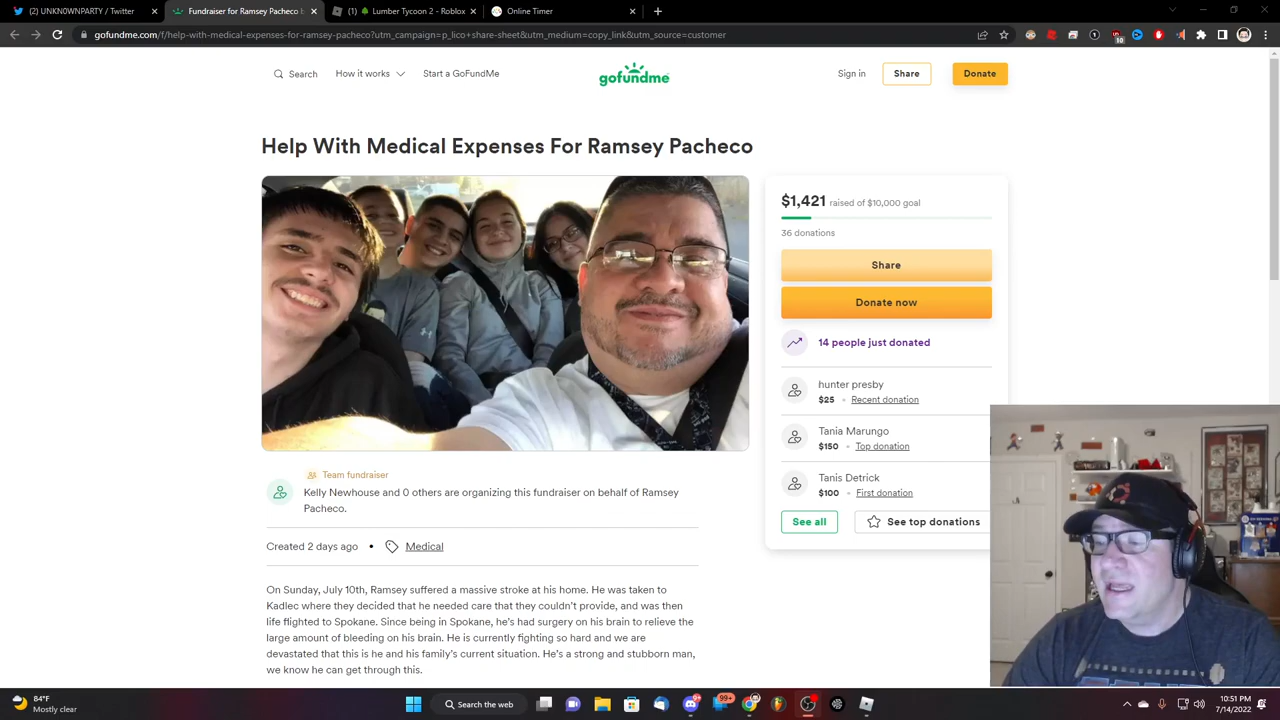 (2) UNKN0WNPARTY / Twitter
Fundraiser for Ramsey Pacheco b
(1) Lumber Tycoon 2 - Roblox
Online Timer
gofundme.com/f/help-with-medical-expenses-for-ramsey-pacheco?utm_campaign=p_lico+share-sheet&utm_medium=copy_link&utm_source=customer
10
Search
How it works
Start a GoFundMe
gofundme
Sign in
Share
Donate
Help With Medical Expenses For Ramsey Pacheco
$1,421 raised of $10,000 goal
36 donations
Share
Donate now
14 people just donated
hunter presby
$25 • Recent donation
Tania Marungo
$150 • Top donation
Tanis Detrick
$100 • First donation
See all
See top donations
Team fundraiser
Kelly Newhouse and 0 others are organizing this fundraiser on behalf of Ramsey
Pacheco.
Created 2 days ago • Medical
On Sunday, July 10th, Ramsey suffered a massive stroke at his home. He was taken to
Kadlec where they decided that he needed care that they couldn't provide, and was then
life flighted to Spokane. Since being in Spokane, he's had surgery on his brain to relieve the
large amount of bleeding on his brain. He is currently fighting so hard and we are
devastated that this is he and his family's current situation. He's a strong and stubborn man,
we know he can get through this.
84°F
Mostly clear
Search the web
9+
99+
10:51 PM
7/14/2022